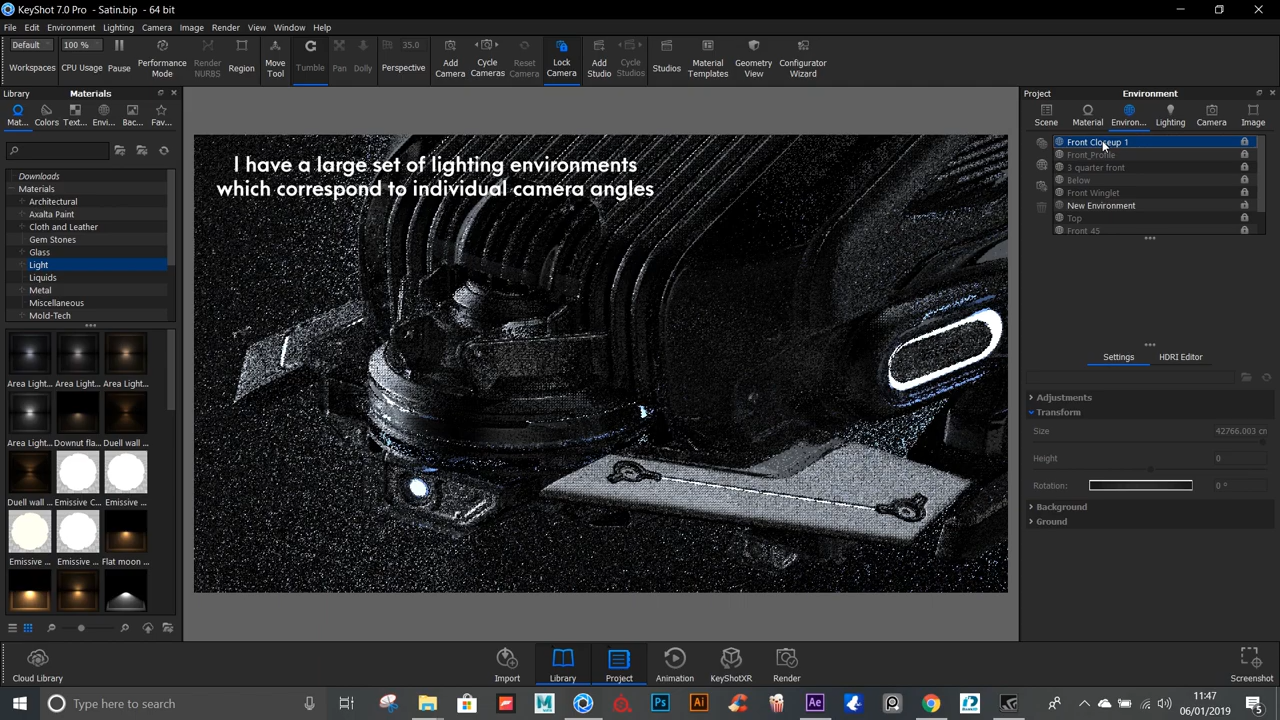 KeyShot 7.0 Pro - Satin.bip - 64 bit
File Edit Environment Lighting Camera Image Render View Window Help
Default 100 % 35.0
Workspaces CPU Usage Pause Performance Mode Render NURBS Region Move Tool Tumble Pan Dolly Perspective Add Camera Cycle Cameras Reset Camera Lock Camera Add Studio Cycle Studios Studios Material Templates Geometry View Configurator Wizard
Library Materials
Mat... Colors Text... Envi... Bac... Fav...
Downloads
Materials
Architectural
Axalta Paint
Cloth and Leather
Gem Stones
Glass
Light
Liquids
Metal
Miscellaneous
Mold-Tech
Area Light... Area Light... Area Light...
Area Light... Downut fla... Duell wall ...
Duell wall ... Emissive C... Emissive ...
Emissive ... Emissive ... Flat moon ...
I have a large set of lighting environments
which correspond to individual camera angles
Project Environment
Scene Material Environ... Lighting Camera Image
Front Closeup 1
Front_Profile
3 quarter front
Below
Front Winglet
New Environment
Top
Front 45
Settings HDRI Editor
Adjustments
Transform
Size 42766.003 cn
Height 0
Rotation: 0 °
Background
Ground
Cloud Library Import Library Project Animation KeyShotXR Render Screenshot
Type here to search
11:47
06/01/2019